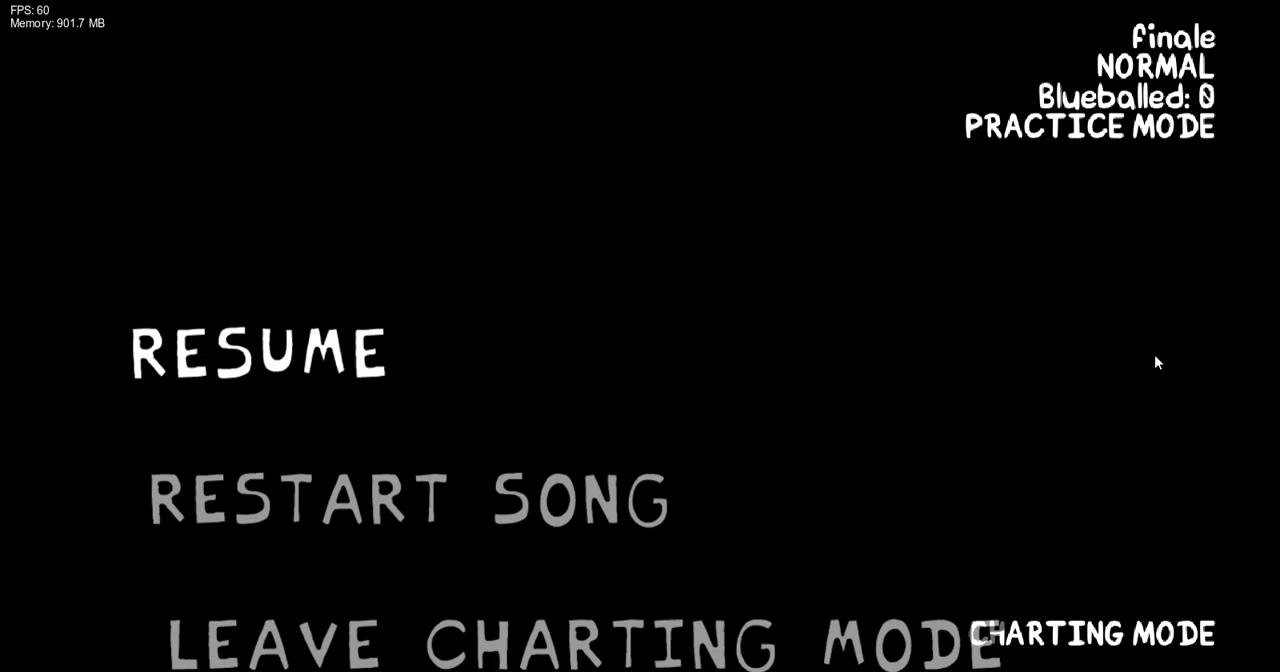 FPS: 60
Memory: 901.7 MB
finale
NORMAL
Blueballed: 0
PRACTICE MODE
RESUME
RESTART SONG
LEAVE CHARTING MODE
CHARTING MODE